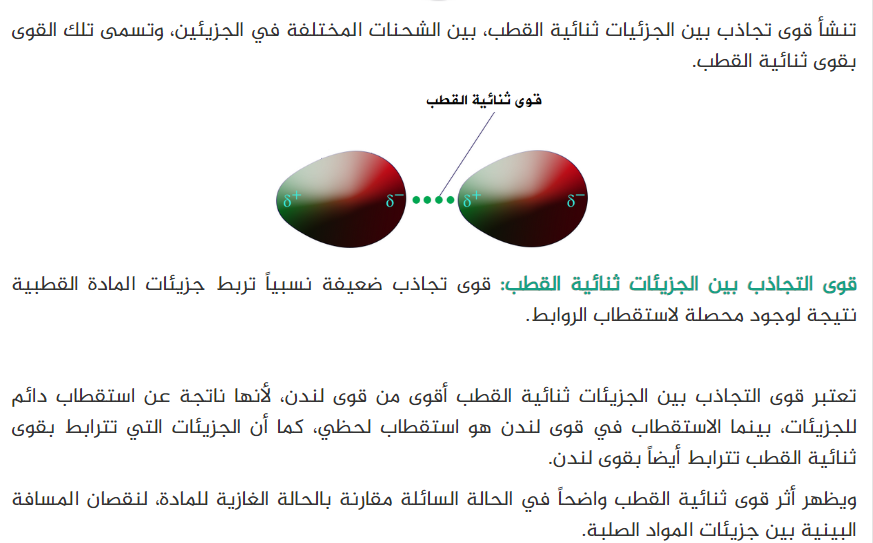 تنشأ قوى تجاذب بين الجزئيات ثنائية القطب، بين الشحنات المختلفة في الجزيئين، وتسمى تلك القوى
بقوى ثنائية القطب.
قوى ثنائية القطب
δ+ δ− δ+ δ−
قوى التجاذب بين الجزيئات ثنائية القطب: قوى تجاذب ضعيفة نسبياً تربط جزيئات المادة القطبية
نتيجة لوجود محصلة لاستقطاب الروابط.
تعتبر قوى التجاذب بين الجزيئات ثنائية القطب أقوى من قوى لندن، لأنها ناتجة عن استقطاب دائم
للجزيئات، بينما الاستقطاب في قوى لندن هو استقطاب لحظي، كما أن الجزيئات التي تترابط بقوى
ثنائية القطب تترابط أيضاً بقوى لندن.
ويظهر أثر قوى ثنائية القطب واضحاً في الحالة السائلة مقارنة بالحالة الغازية للمادة، لنقصان المسافة
البينية بين جزيئات المواد الصلبة.